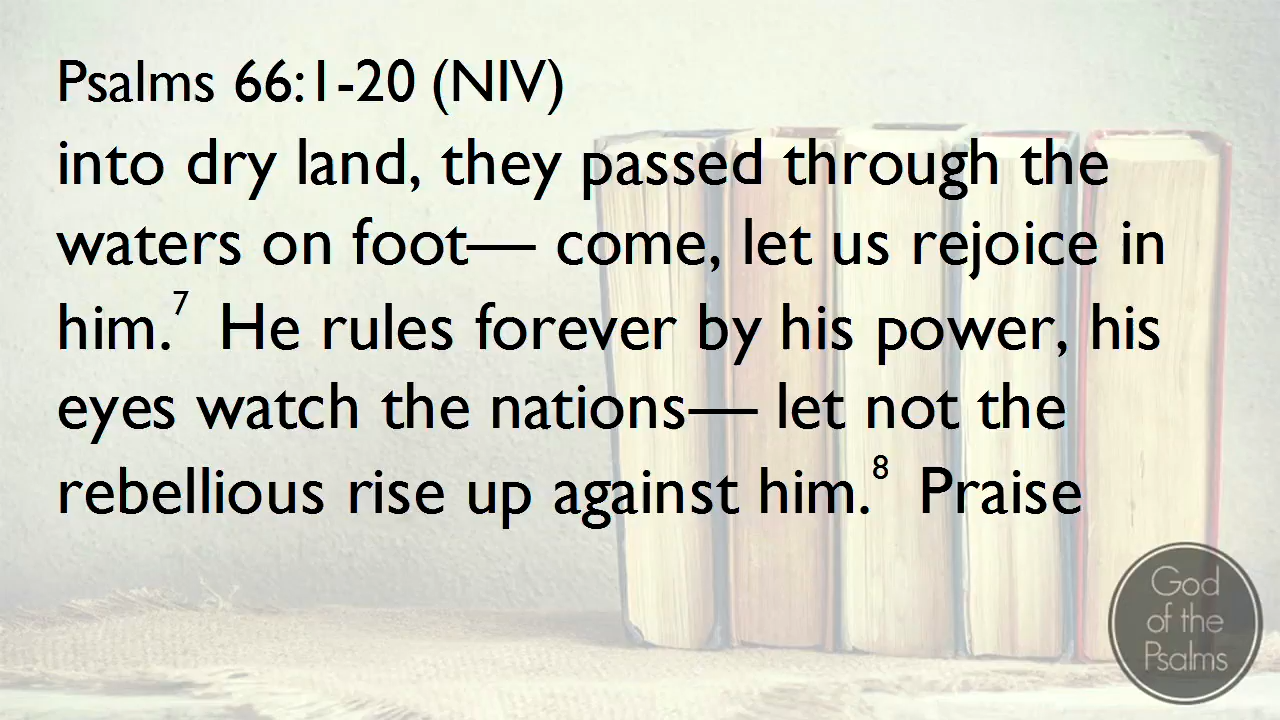 Psalms 66:1-20 (NIV)
into dry land, they passed through the
waters on foot— come, let us rejoice in
him.⁷ He rules forever by his power, his
eyes watch the nations— let not the
rebellious rise up against him.⁸ Praise
God
of the
Psalms